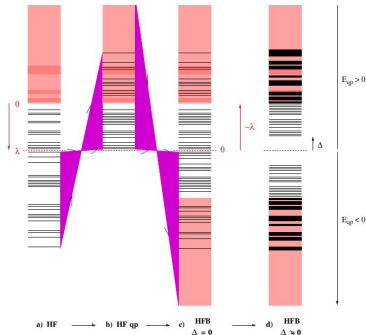 0
λ
−λ
0
Δ
E_qp > 0
E_qp < 0
a) HF
b) HF qp
c) HFB
Δ = 0
d) HFB
Δ ≠ 0